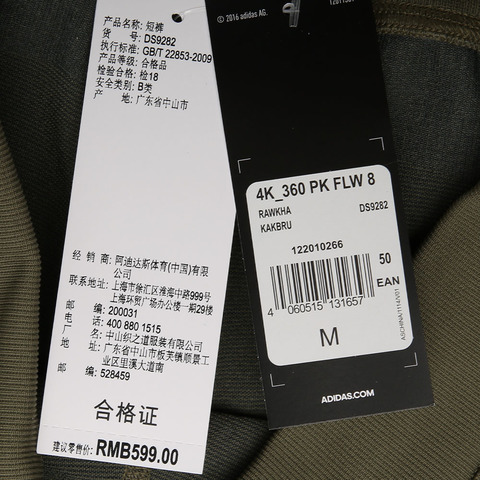 产品名称: 短裤
货 号: DS9282
执行标准: GB/T 22853-2009
产品等级: 合格品
检验合格: 检18
安全类别: B类
产 地: 广东省中山市
经 销 商: 阿迪达斯体育(中国)有限
公司
联系地址: 上海市徐汇区淮海中路999号
上海环贸广场办公楼一期29楼
邮 编: 200031
电 话: 400 880 1515
厂 名: 中山织之道服装有限公司
地 址: 广东省中山市板芙镇顺景工
业区里溪大道南
邮 编: 528459
合格证
建议零售价: RMB599.00
©2016 adidas AG.
4K_360 PK FLW 8
RAWKHA DS9282
KAKBRU
122010266
50
EAN
4 060515 131657
M
ASCHINA/1114/V01
ADIDAS.COM